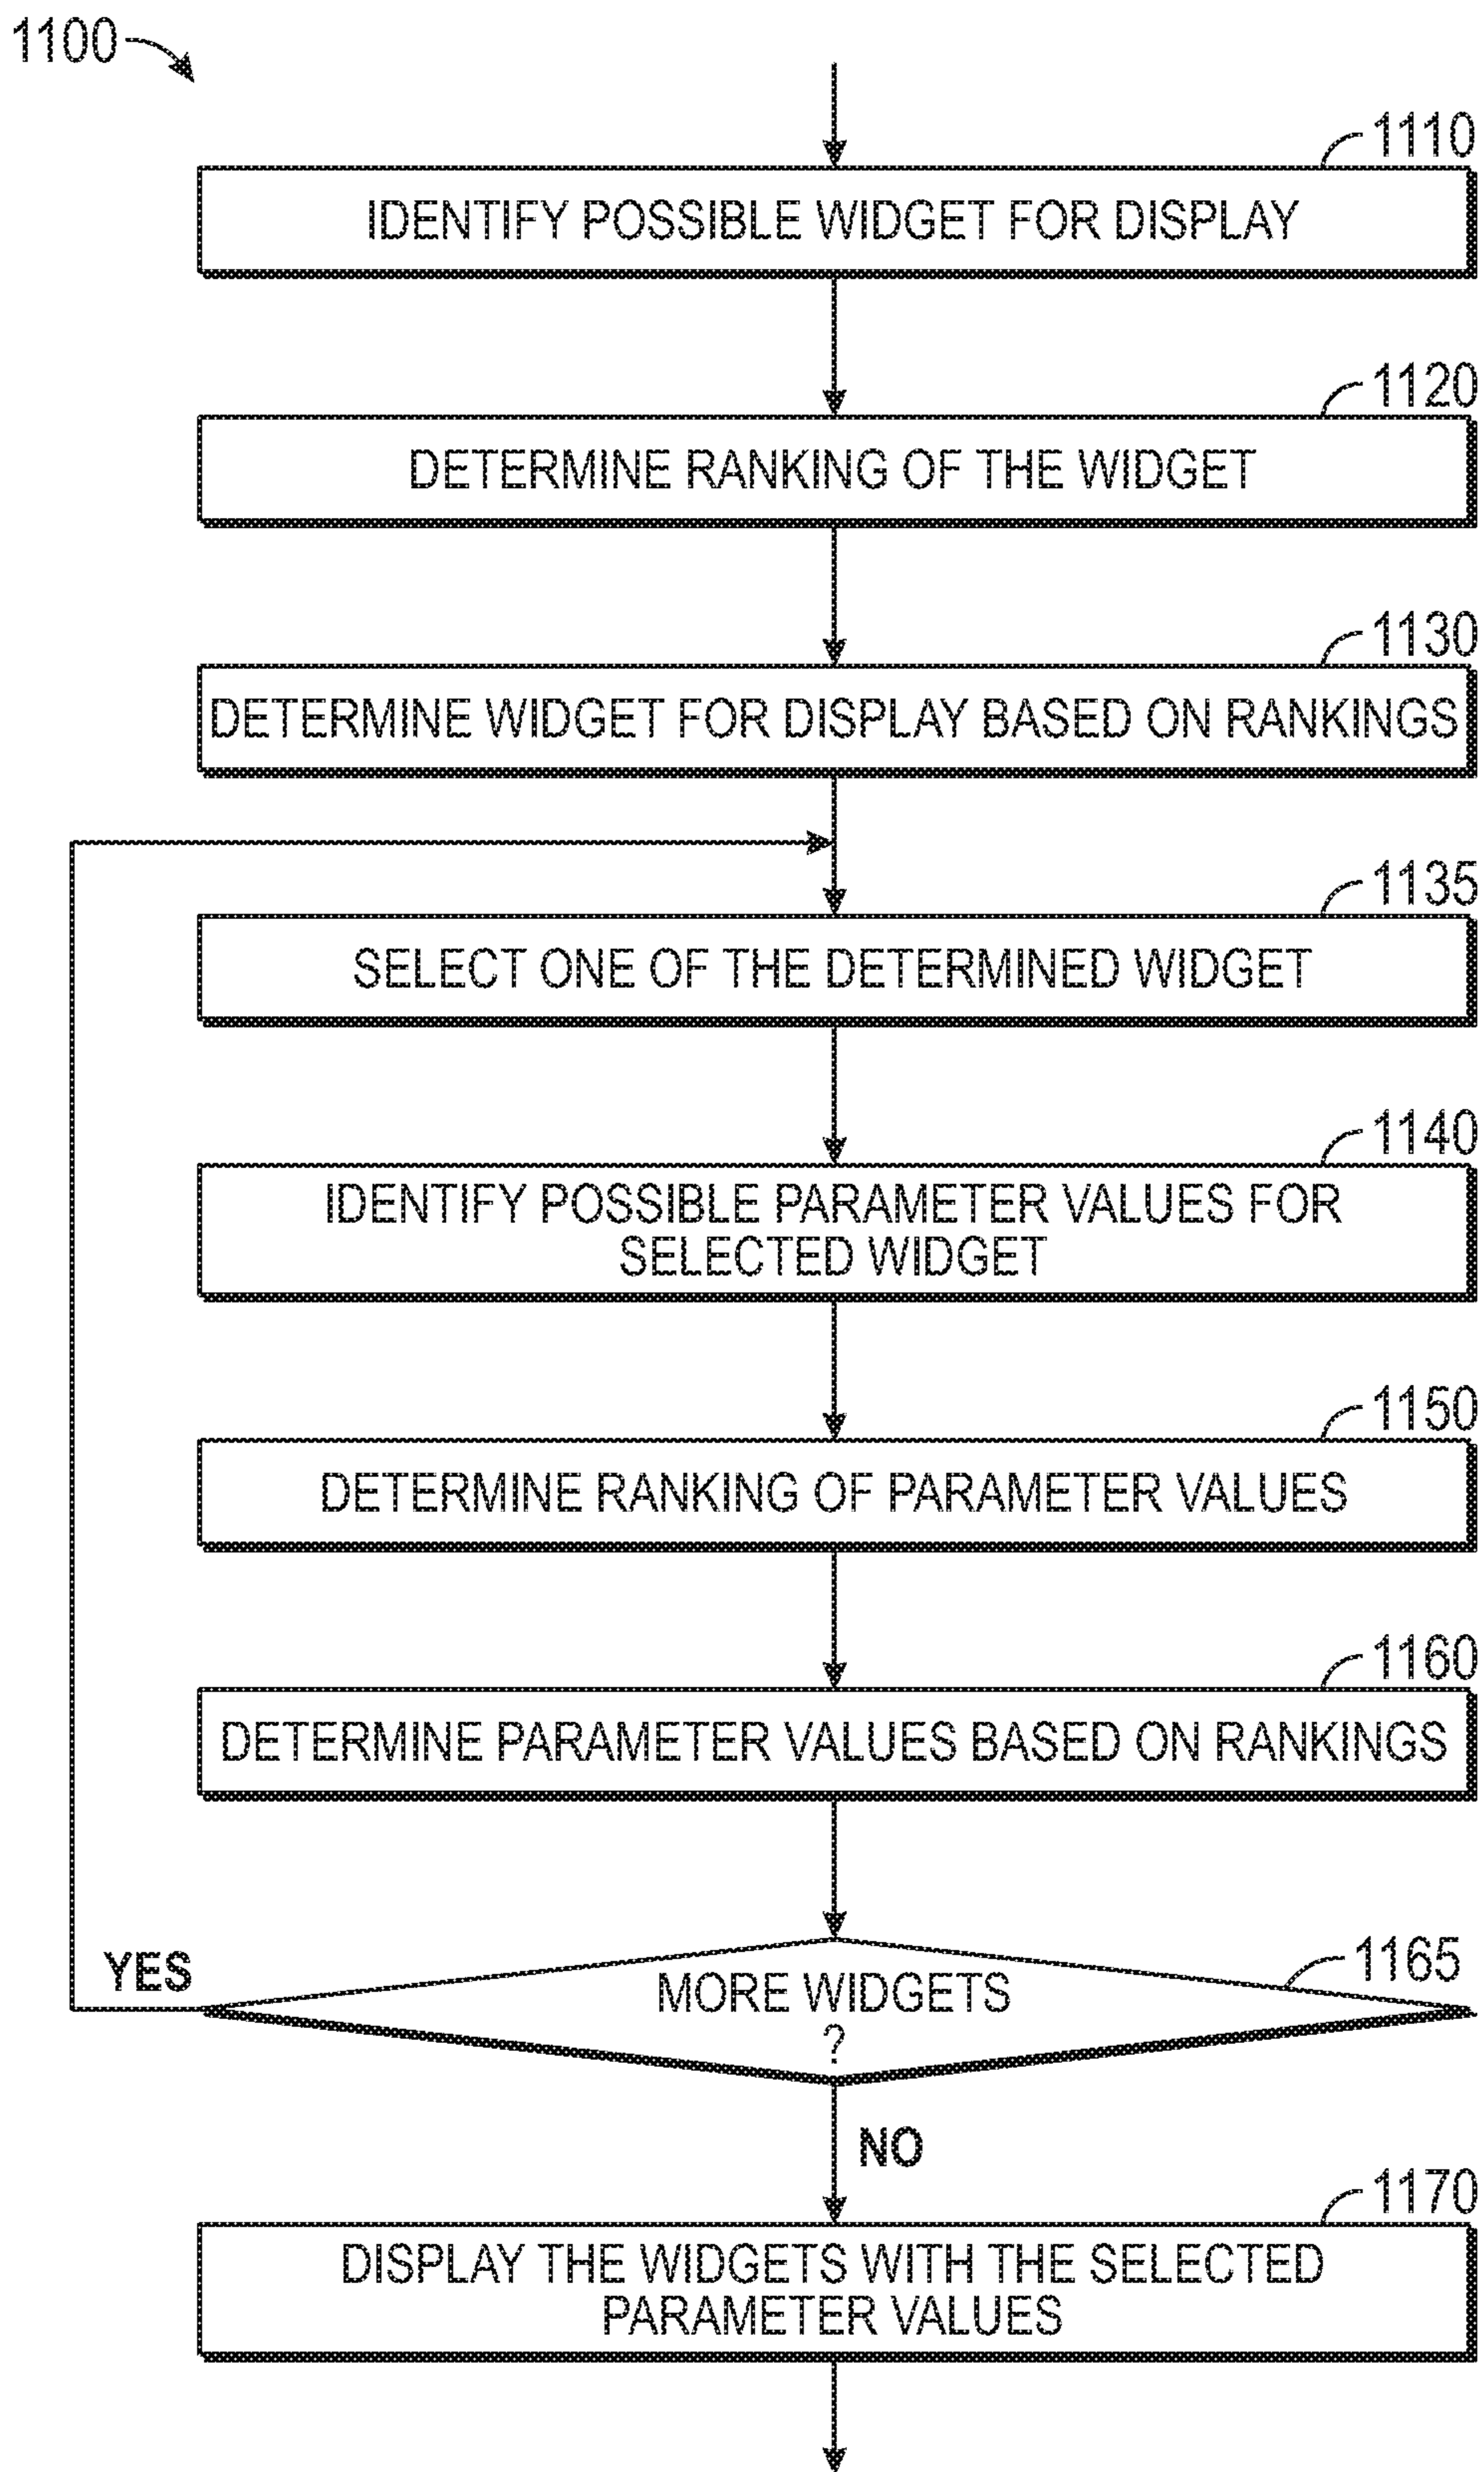 1100
1110
IDENTIFY POSSIBLE WIDGET FOR DISPLAY
1120
DETERMINE RANKING OF THE WIDGET
1130
DETERMINE WIDGET FOR DISPLAY BASED ON RANKINGS
1135
SELECT ONE OF THE DETERMINED WIDGET
1140
IDENTIFY POSSIBLE PARAMETER VALUES FOR
SELECTED WIDGET
1150
DETERMINE RANKING OF PARAMETER VALUES
1160
DETERMINE PARAMETER VALUES BASED ON RANKINGS
1165
YES
MORE WIDGETS
?
NO
1170
DISPLAY THE WIDGETS WITH THE SELECTED
PARAMETER VALUES